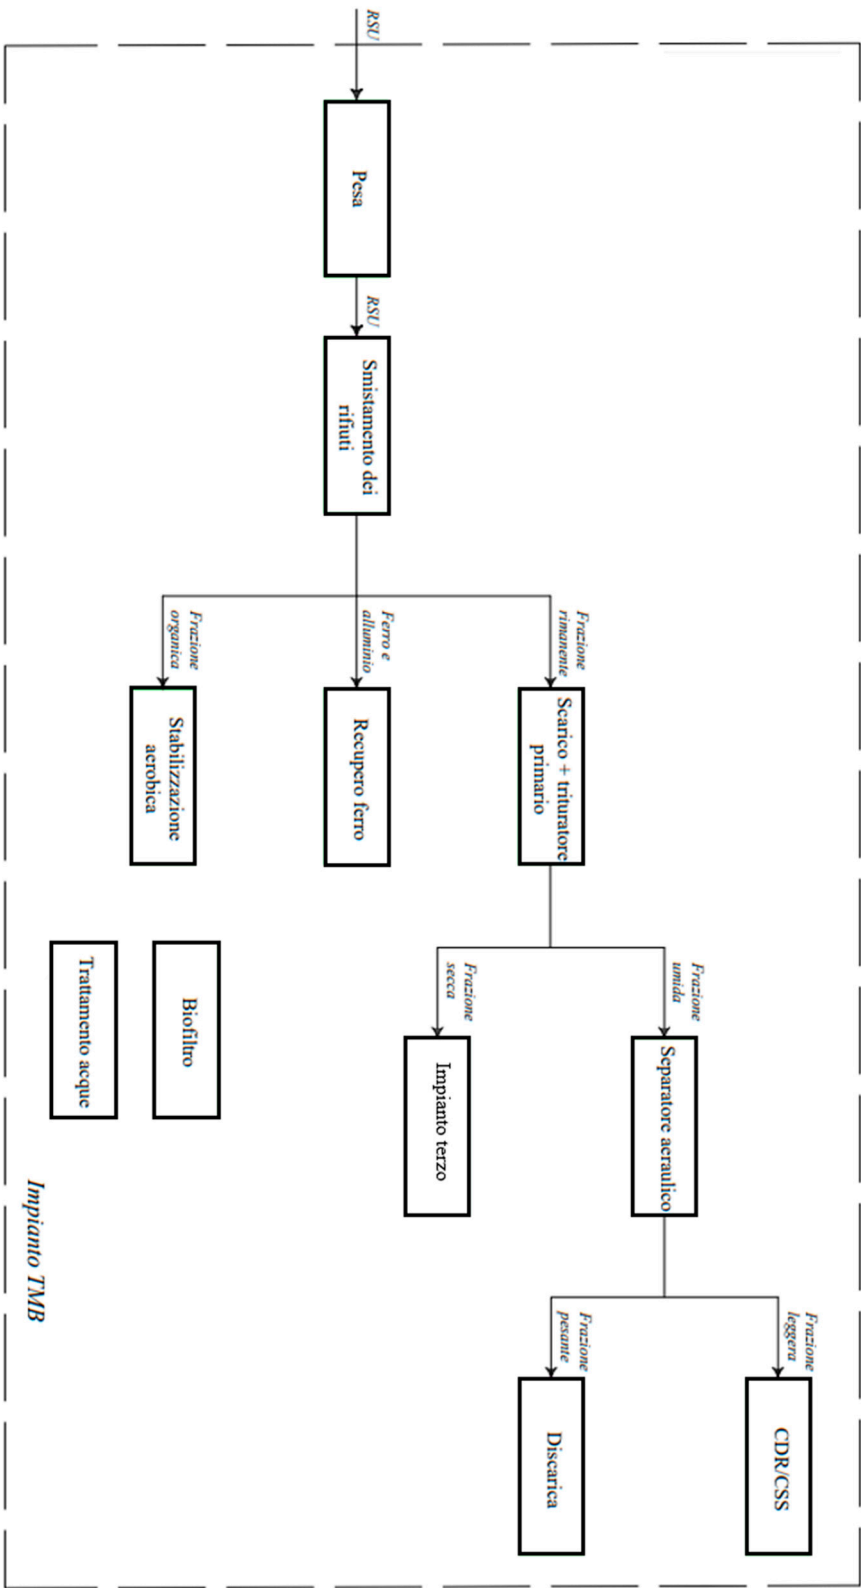 RSU
Pesa
RSU
Smistamento dei
rifiuti
Frazione
rimanente
Ferro e
alluminio
Frazione
organica
Scarico + trituratore
primario
Recupero ferro
Stabilizzazione
aerobica
Frazione
umida
Frazione
secca
Separatore aeraulico
Impianto terzo
Biofiltro
Trattamento acque
Frazione
leggera
Frazione
pesante
CDR/CSS
Discarica
Impianto TMB